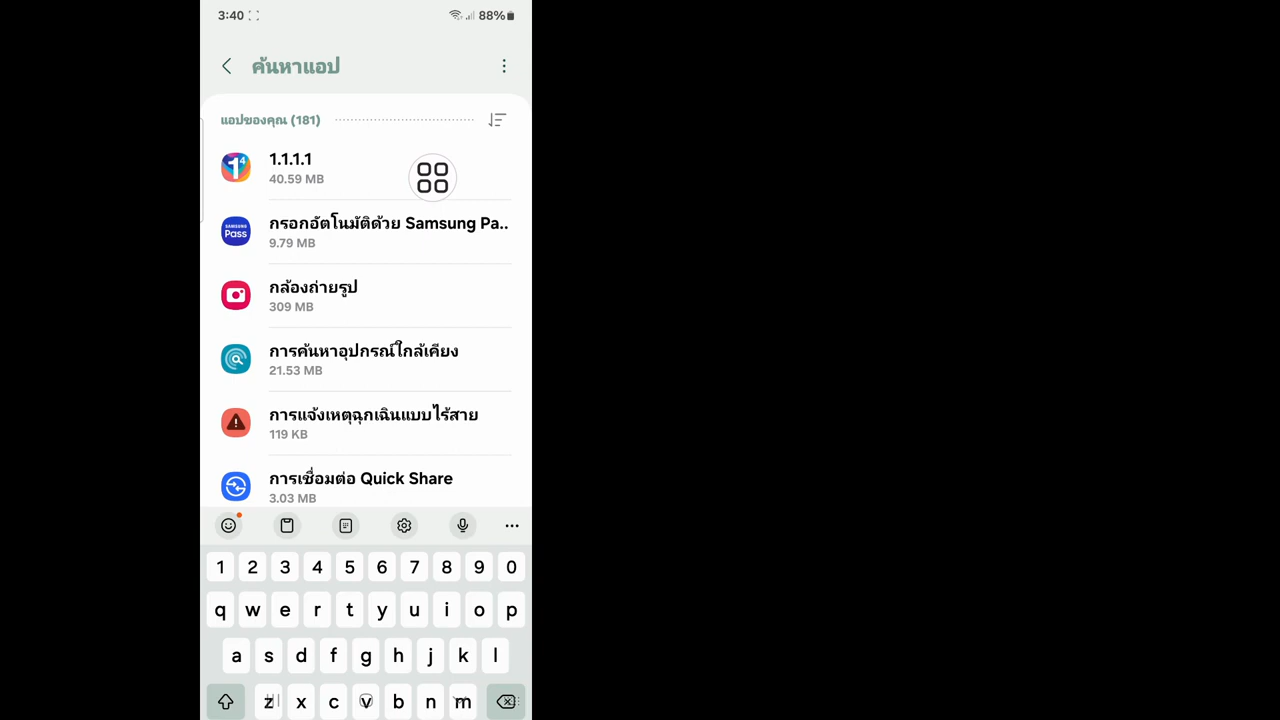 3:40
88%
ค้นหาแอป
แอปของคุณ (181)
1.1.1.1
40.59 MB
กรอกอัตโนมัติด้วย Samsung Pa..
SAMSUNG
Pass
9.79 MB
กล้องถ่ายรูป
309 MB
การค้นหาอุปกรณ์ใกล้เคียง
21.53 MB
การแจ้งเหตุฉุกเฉินแบบไร้สาย
119 KB
การเชื่อมต่อ Quick Share
3.03 MB
1 2 3 4 5 6 7 8 9 0
q w e r t y u i o p
a s d f g h j k l
z x c v b n m